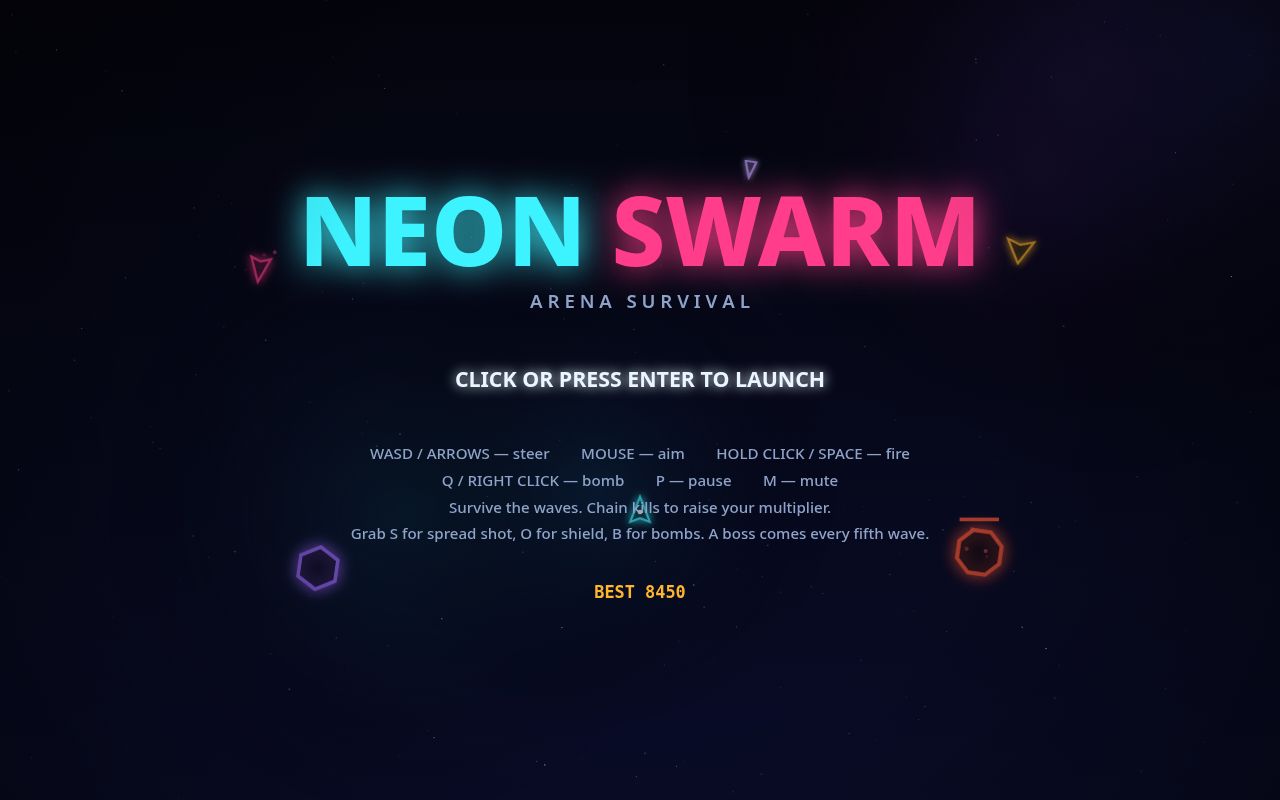 NEON SWARM
ARENA SURVIVAL
CLICK OR PRESS ENTER TO LAUNCH
WASD / ARROWS — steer MOUSE — aim HOLD CLICK / SPACE — fire
Q / RIGHT CLICK — bomb P — pause M — mute
Survive the waves. Chain kills to raise your multiplier.
Grab S for spread shot, O for shield, B for bombs. A boss comes every fifth wave.
BEST 8450